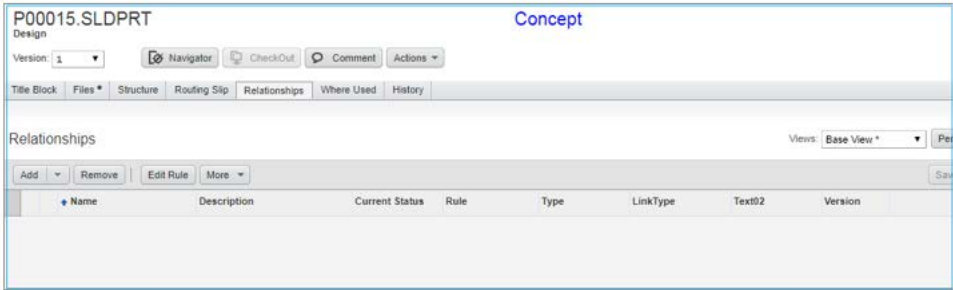 P00015.SLDPRT Concept
Design
Version: 1 Navigator CheckOut Comment Actions
Title Block Files * Structure Routing Slip Relationships Where Used History
Relationships Views: Base View * Per
Add Remove Edit Rule More Sav
Name Description Current Status Rule Type LinkType Text02 Version